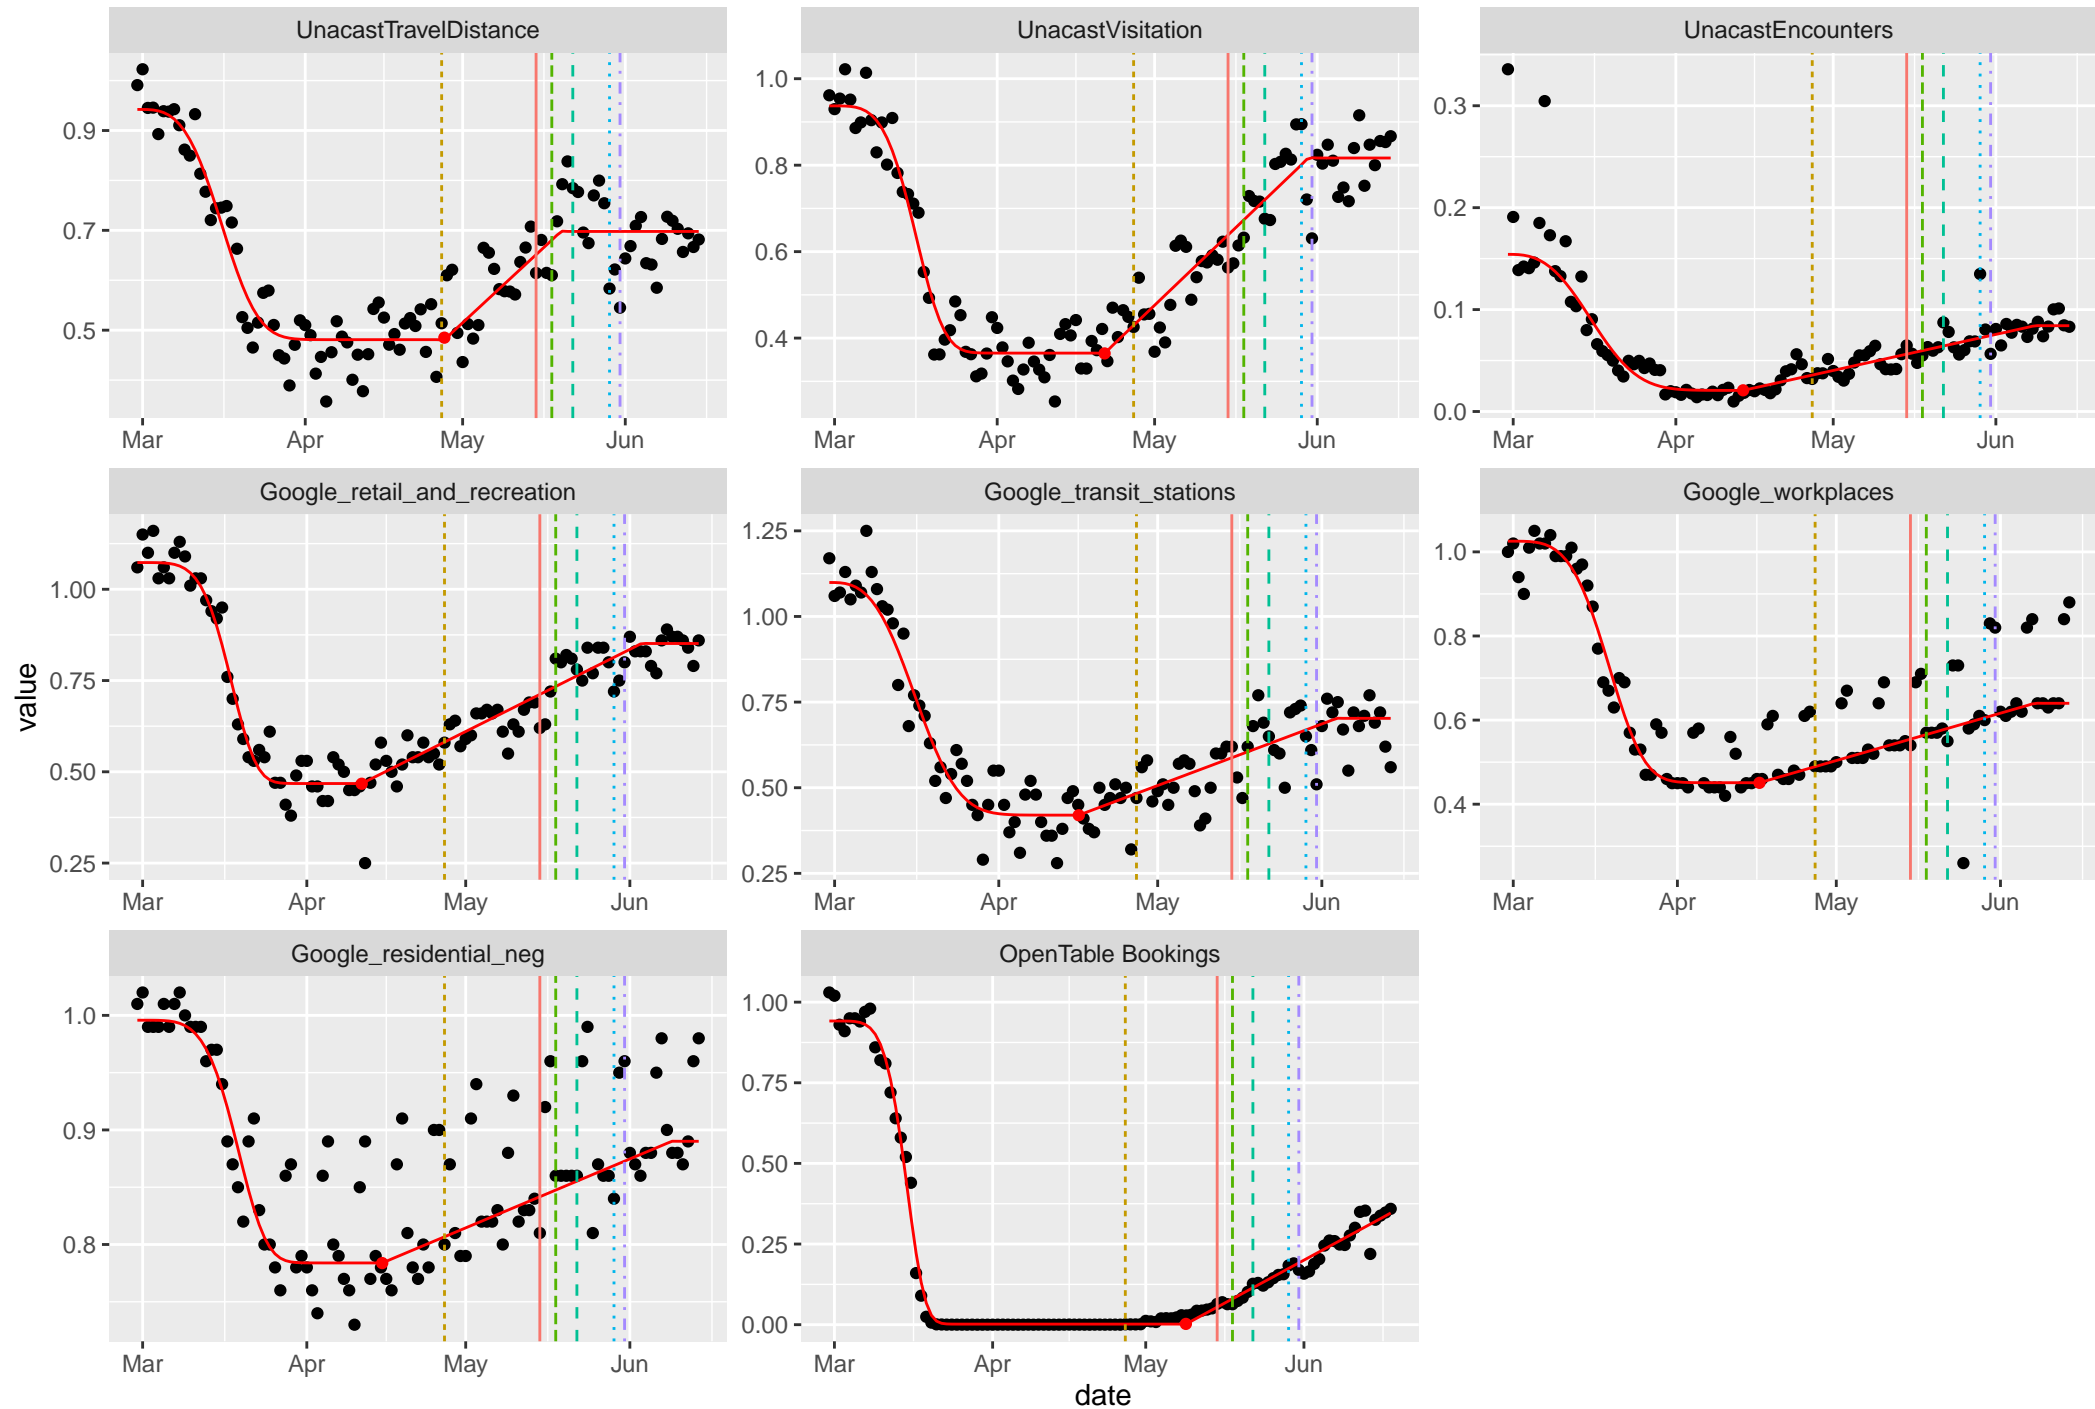 UnacastTravelDistance
UnacastVisitation
UnacastEncounters
0.9
0.7
0.5
1.0
0.8
0.6
0.4
0.3
0.2
0.1
0.0
Mar Apr May Jun
Mar Apr May Jun
Mar Apr May Jun
Google_retail_and_recreation
Google_transit_stations
Google_workplaces
1.00
0.75
0.50
0.25
1.25
1.00
0.75
0.50
0.25
1.0
0.8
0.6
0.4
Mar Apr May Jun
Mar Apr May Jun
Mar Apr May Jun
value
Google_residential_neg
OpenTable Bookings
1.0
0.9
0.8
1.00
0.75
0.50
0.25
0.00
Mar Apr May Jun
Mar Apr May Jun
date